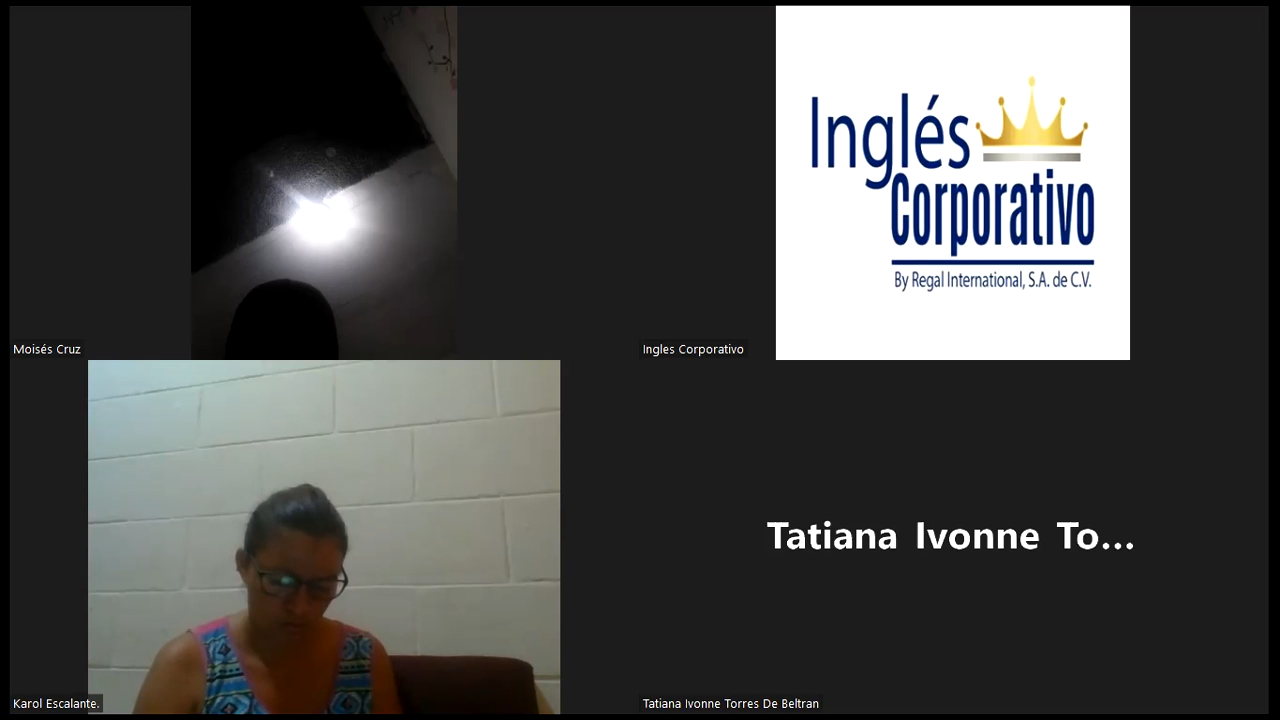 Inglés
Corporativo
By Regal International, S.A. de C.V.
Moisés Cruz
Ingles Corporativo
Tatiana Ivonne To...
Karol Escalante.
Tatiana Ivonne Torres De Beltran